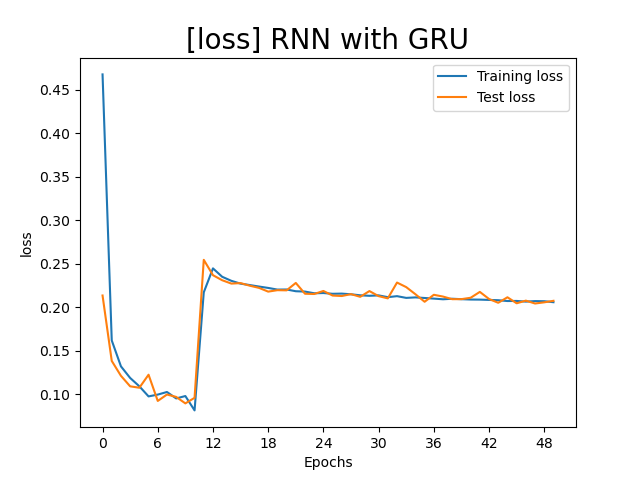 [loss] RNN with GRU
Training loss
Test loss
loss
0.45
0.40
0.35
0.30
0.25
0.20
0.15
0.10
0 6 12 18 24 30 36 42 48
Epochs